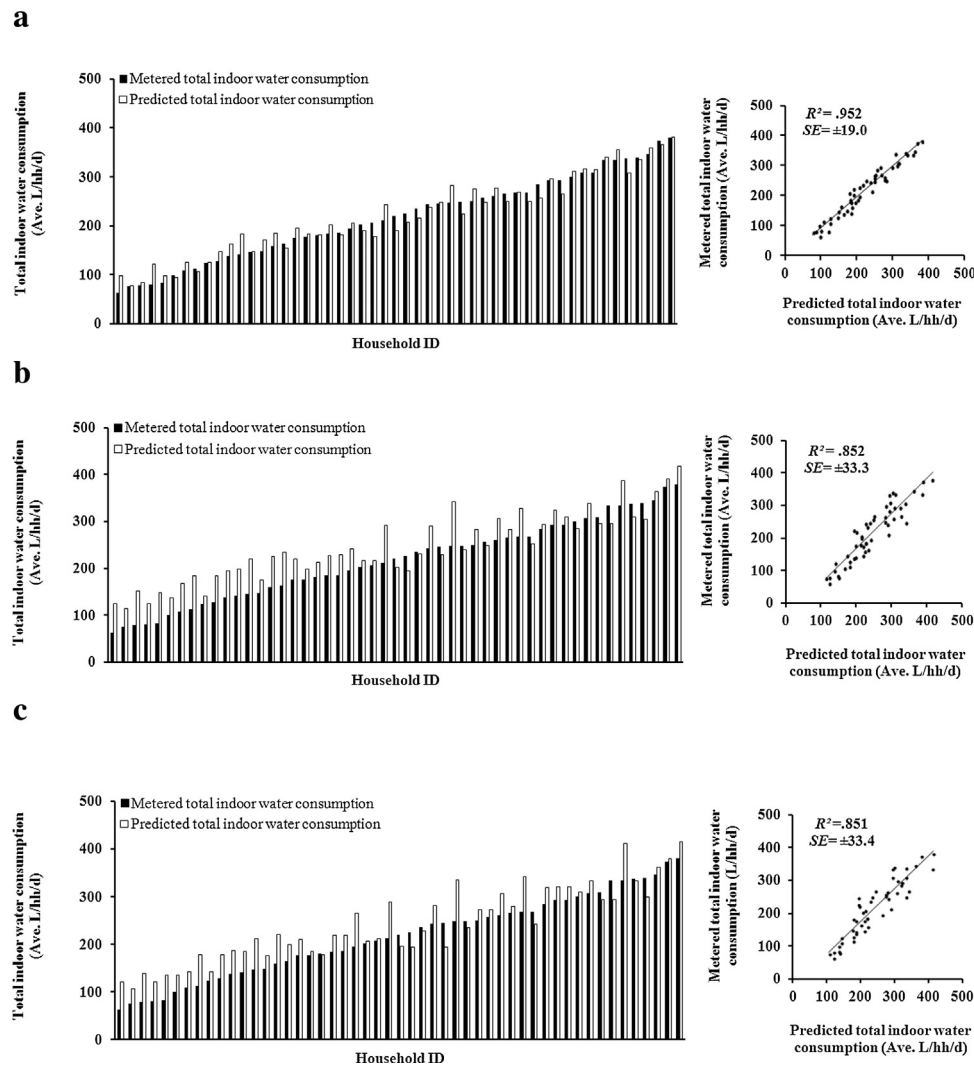 a
Total indoor water consumption
(Ave. L/hh/d)
500
400
300
200
100
0
Metered total indoor water consumption
Predicted total indoor water consumption
Household ID
Metered total indoor water
consumption (Ave. L/hh/d)
500
400
300
200
100
0
R² = .952
SE= ±19.0
0 100 200 300 400 500
Predicted total indoor water
consumption (Ave. L/hh/d)
b
Total indoor water consumption
(Ave. L/hh/d)
500
400
300
200
100
0
Metered total indoor water consumption
Predicted total indoor water consumption
Household ID
Metered total indoor water
consumption (Ave. L/hh/d)
500
400
300
200
100
0
R² = .852
SE= ±33.3
0 100 200 300 400 500
Predicted total indoor water
consumption (Ave. L/hh/d)
c
Total indoor water consumption
(Ave. L/hh/d)
500
400
300
200
100
0
Metered total indoor water consumption
Predicted total indoor water consumption
Household ID
Metered total indoor water
consumption (L/hh/d)
500
400
300
200
100
0
R² =.851
SE= ±33.4
0 100 200 300 400 500
Predicted total indoor water
consumption (Ave. L/hh/d)